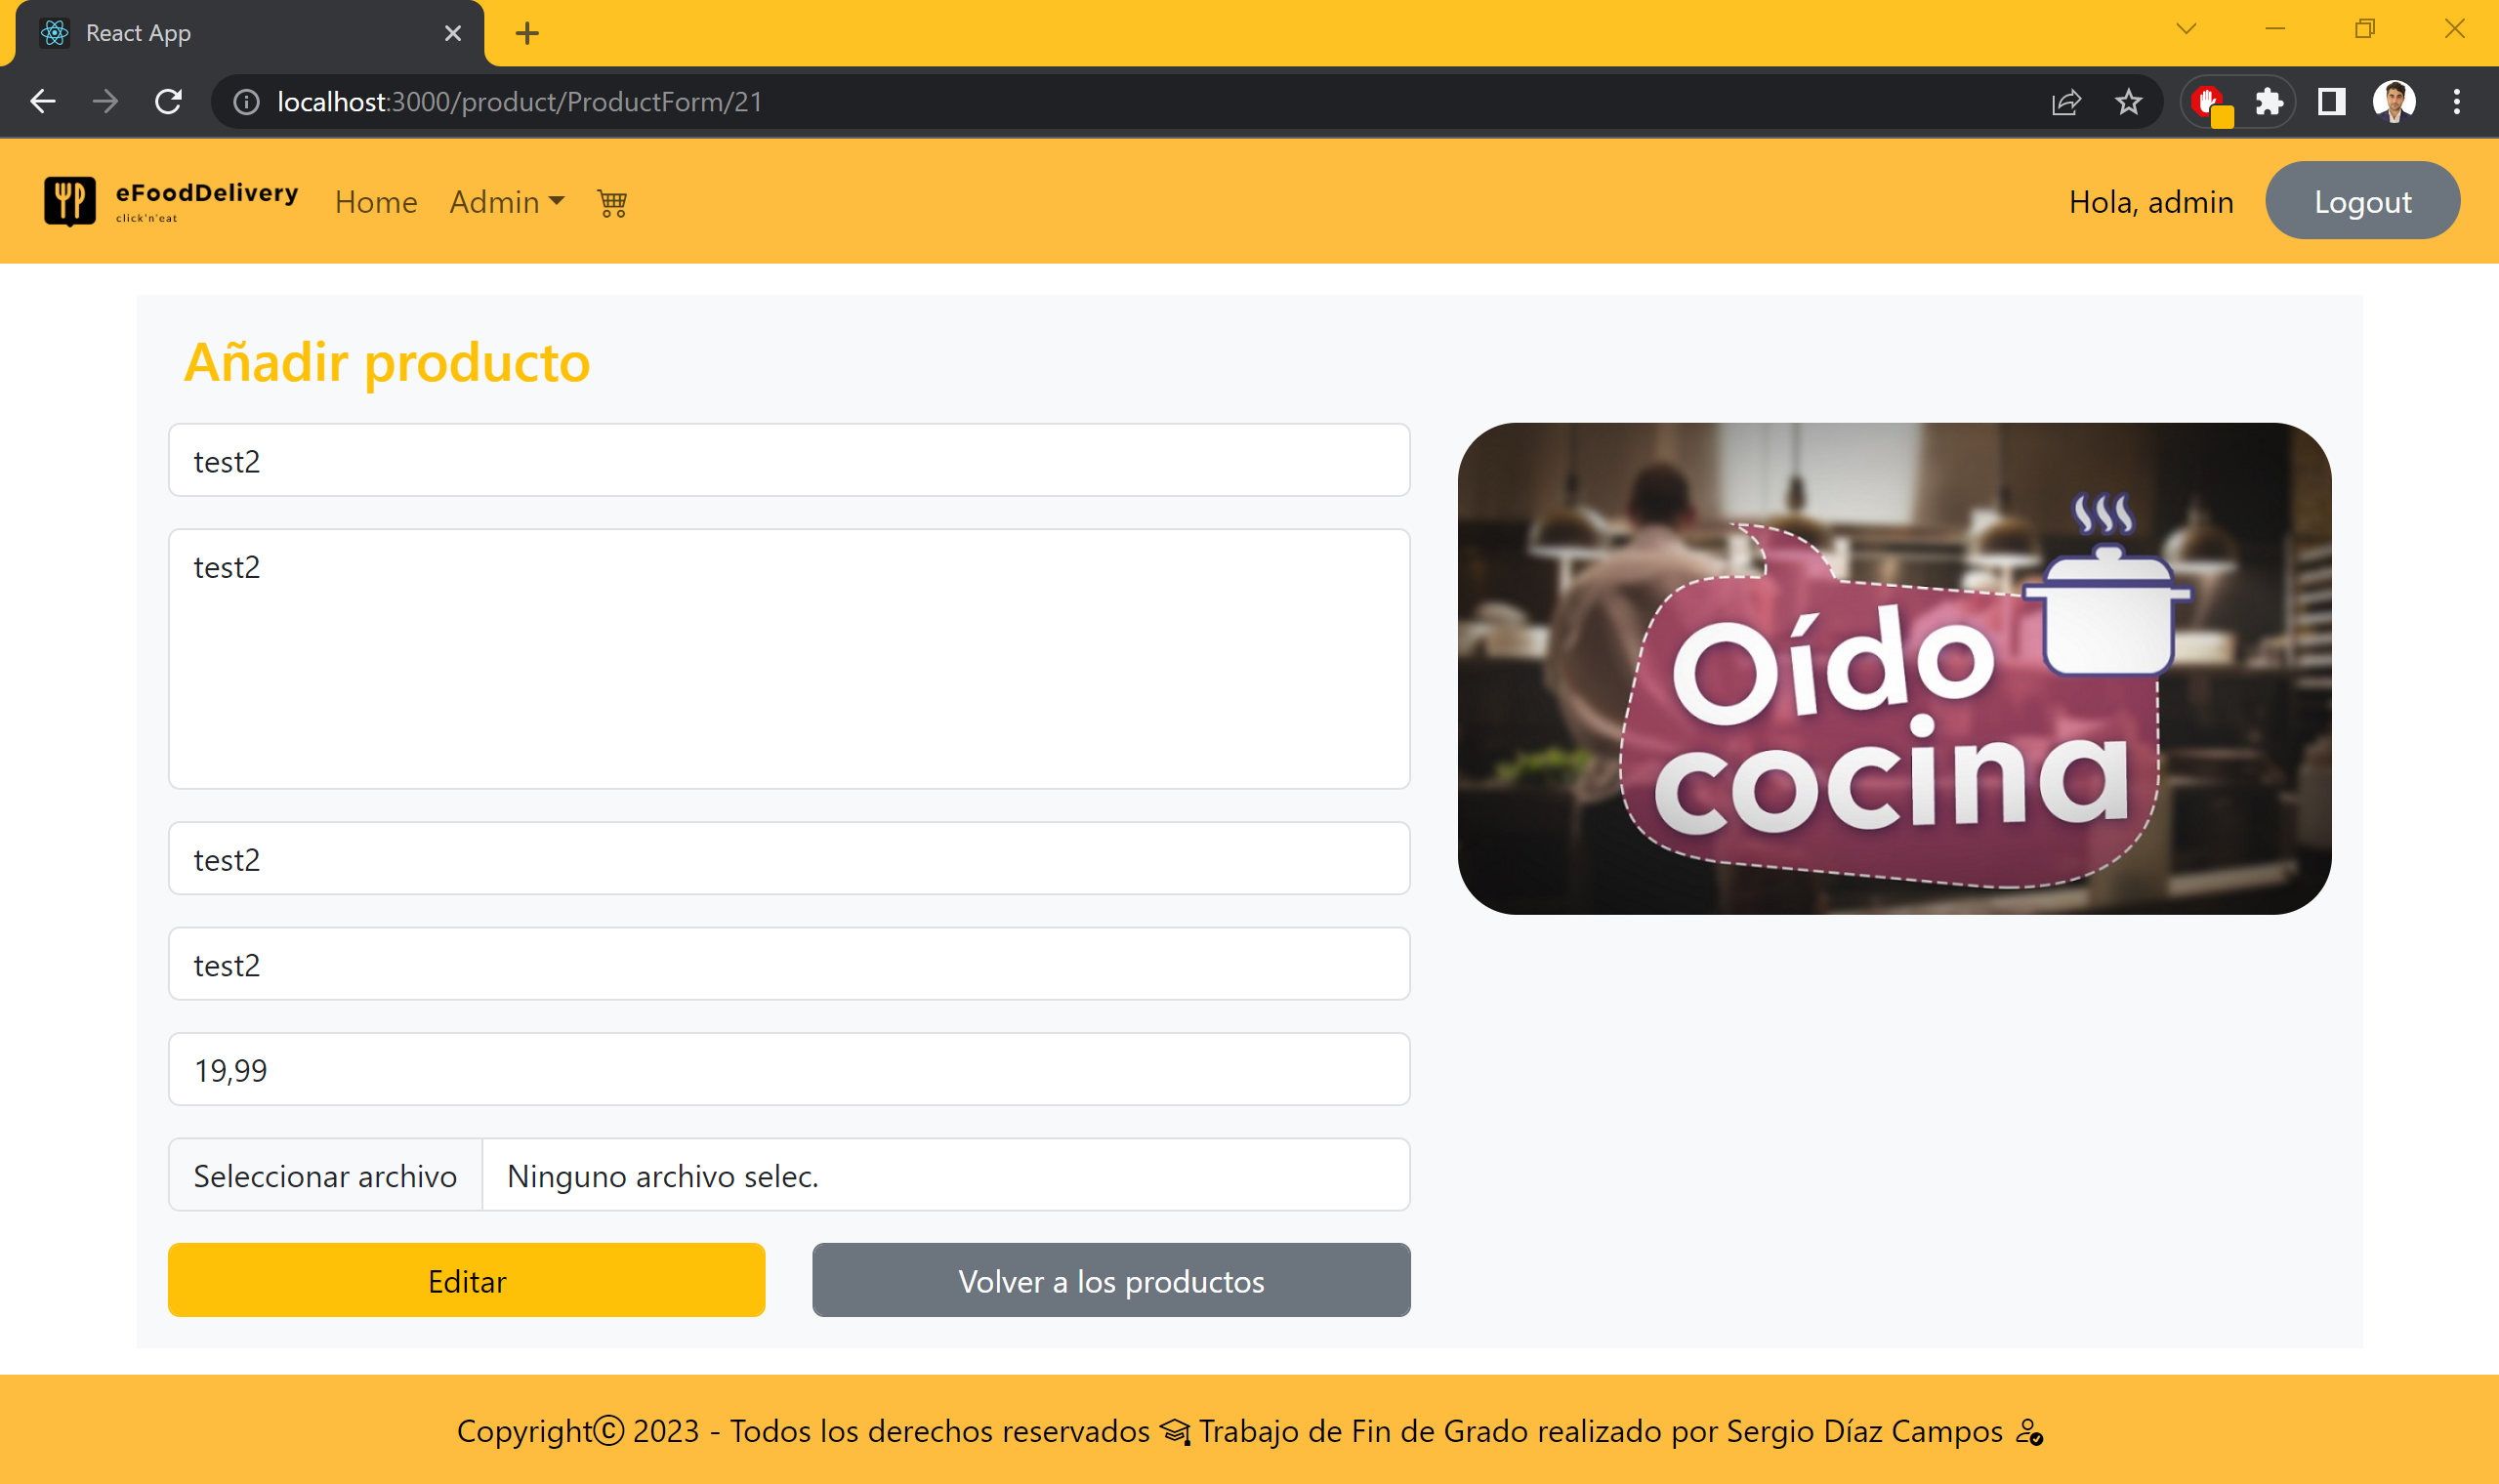 React App
localhost:3000/product/ProductForm/21
eFoodDelivery
click'n'eat
Home
Admin
Hola, admin
Logout
Añadir producto
test2
test2
test2
test2
19,99
Seleccionar archivo
Ninguno archivo selec.
Editar
Volver a los productos
Oído
cocina
Copyright© 2023 - Todos los derechos reservados Trabajo de Fin de Grado realizado por Sergio Díaz Campos